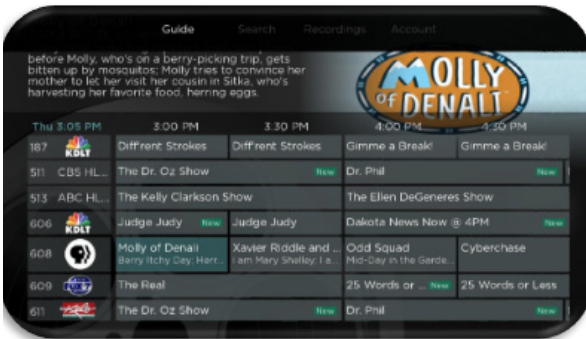 Guide Search Recordings Account
before Molly, who's on a berry-picking trip, gets
bitten up by mosquitos; Molly tries to convince her
mother to let her visit her cousin in Sitka, who's
harvesting her favorite food, herring eggs.
MOLLY
OF DENALI
Thu 3:05 PM 3:00 PM 3:30 PM 4:00 PM 4:30 PM
187 KDLT Diff'rent Strokes Diff'rent Strokes Gimme a Break! Gimme a Break!
511 CBS HL... The Dr. Oz Show New Dr. Phil New
513 ABC HL... The Kelly Clarkson Show The Ellen DeGeneres Show
606 KDLT Judge Judy New Judge Judy Dakota News Now @ 4PM New
608 Molly of Denali Xavier Riddle and ... Odd Squad Cyberchase
Berry Itchy Day; Herr... I am Mary Shelley; I a... Mid-Day in the Garde...
609 The Real 25 Words or ... New 25 Words or Less
611 The Dr. Oz Show New Dr. Phil New